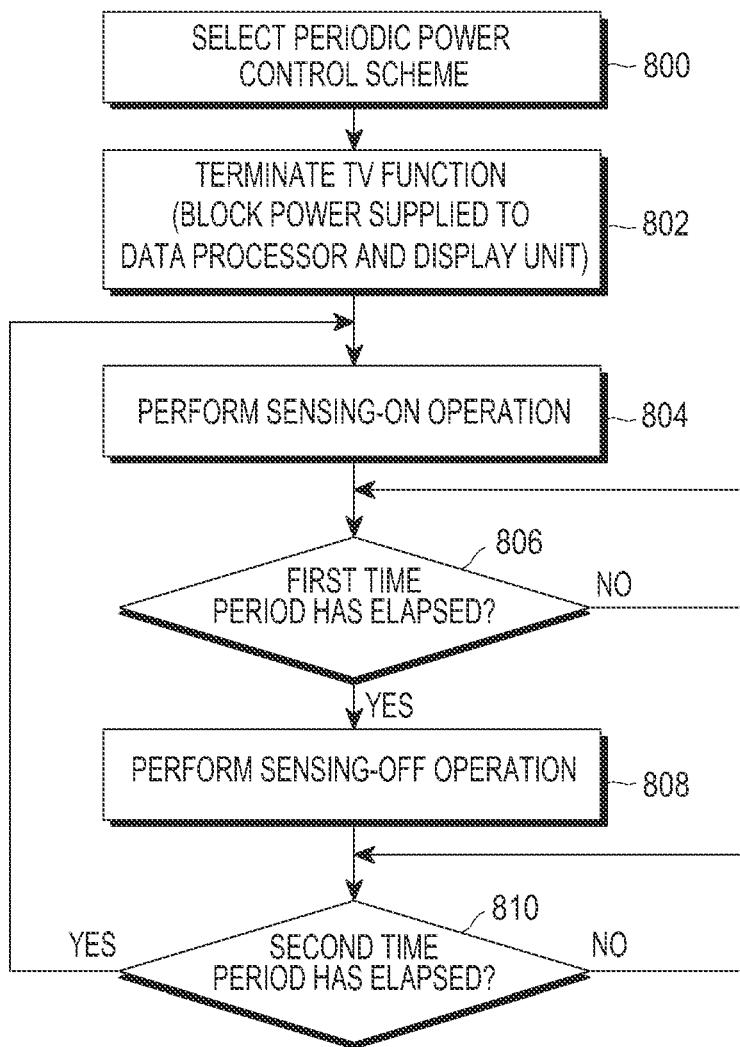 SELECT PERIODIC POWER
CONTROL SCHEME
800
TERMINATE TV FUNCTION
(BLOCK POWER SUPPLIED TO
DATA PROCESSOR AND DISPLAY UNIT)
802
PERFORM SENSING-ON OPERATION
804
806
FIRST TIME
PERIOD HAS ELAPSED?
NO
YES
PERFORM SENSING-OFF OPERATION
808
810
YES
SECOND TIME
PERIOD HAS ELAPSED?
NO